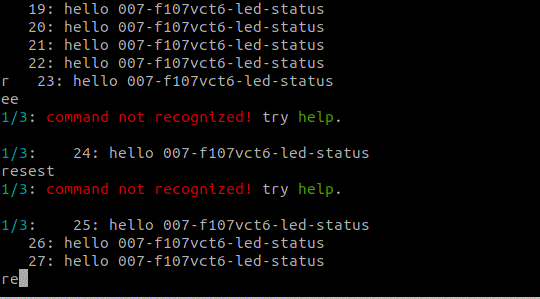 19: hello 007-f107vct6-led-status
20: hello 007-f107vct6-led-status
21: hello 007-f107vct6-led-status
22: hello 007-f107vct6-led-status
r 23: hello 007-f107vct6-led-status
ee
1/3: command not recognized! try help.
1/3: 24: hello 007-f107vct6-led-status
resest
1/3: command not recognized! try help.
1/3: 25: hello 007-f107vct6-led-status
26: hello 007-f107vct6-led-status
27: hello 007-f107vct6-led-status
re